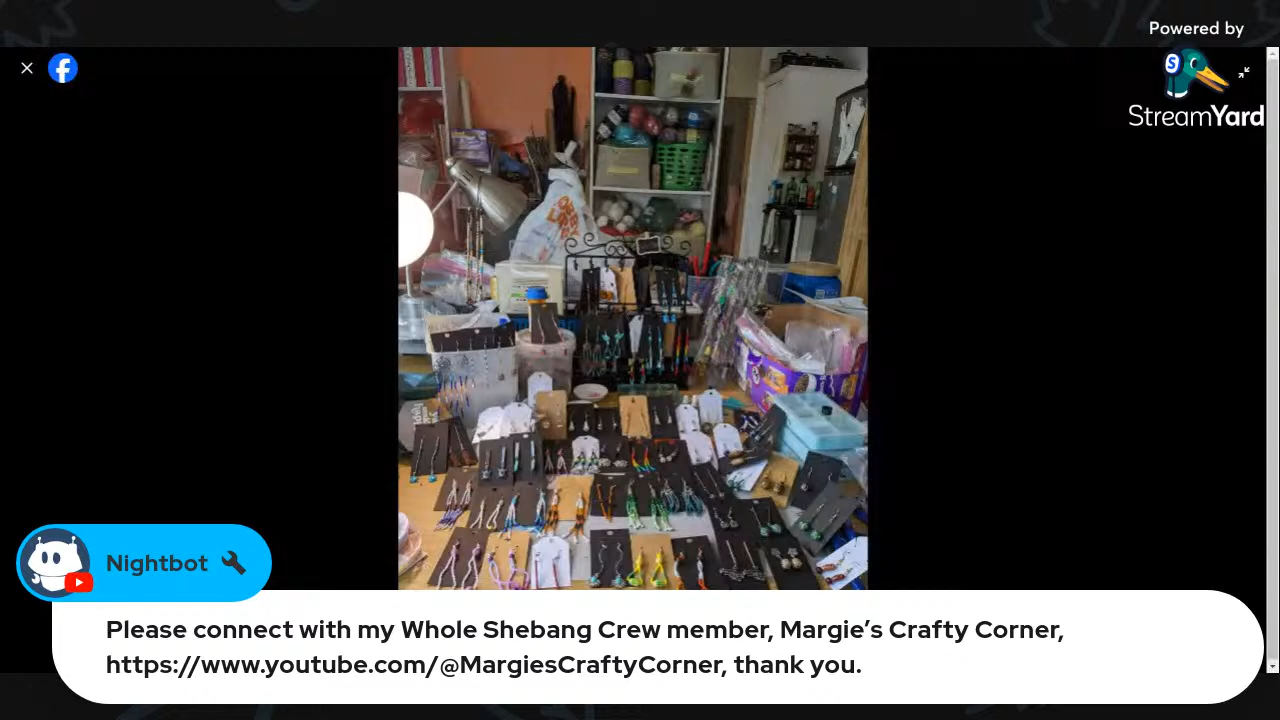 Powered by
StreamYard
Nightbot
Please connect with my Whole Shebang Crew member, Margie’s Crafty Corner,
https://www.youtube.com/@MargiesCraftyCorner, thank you.